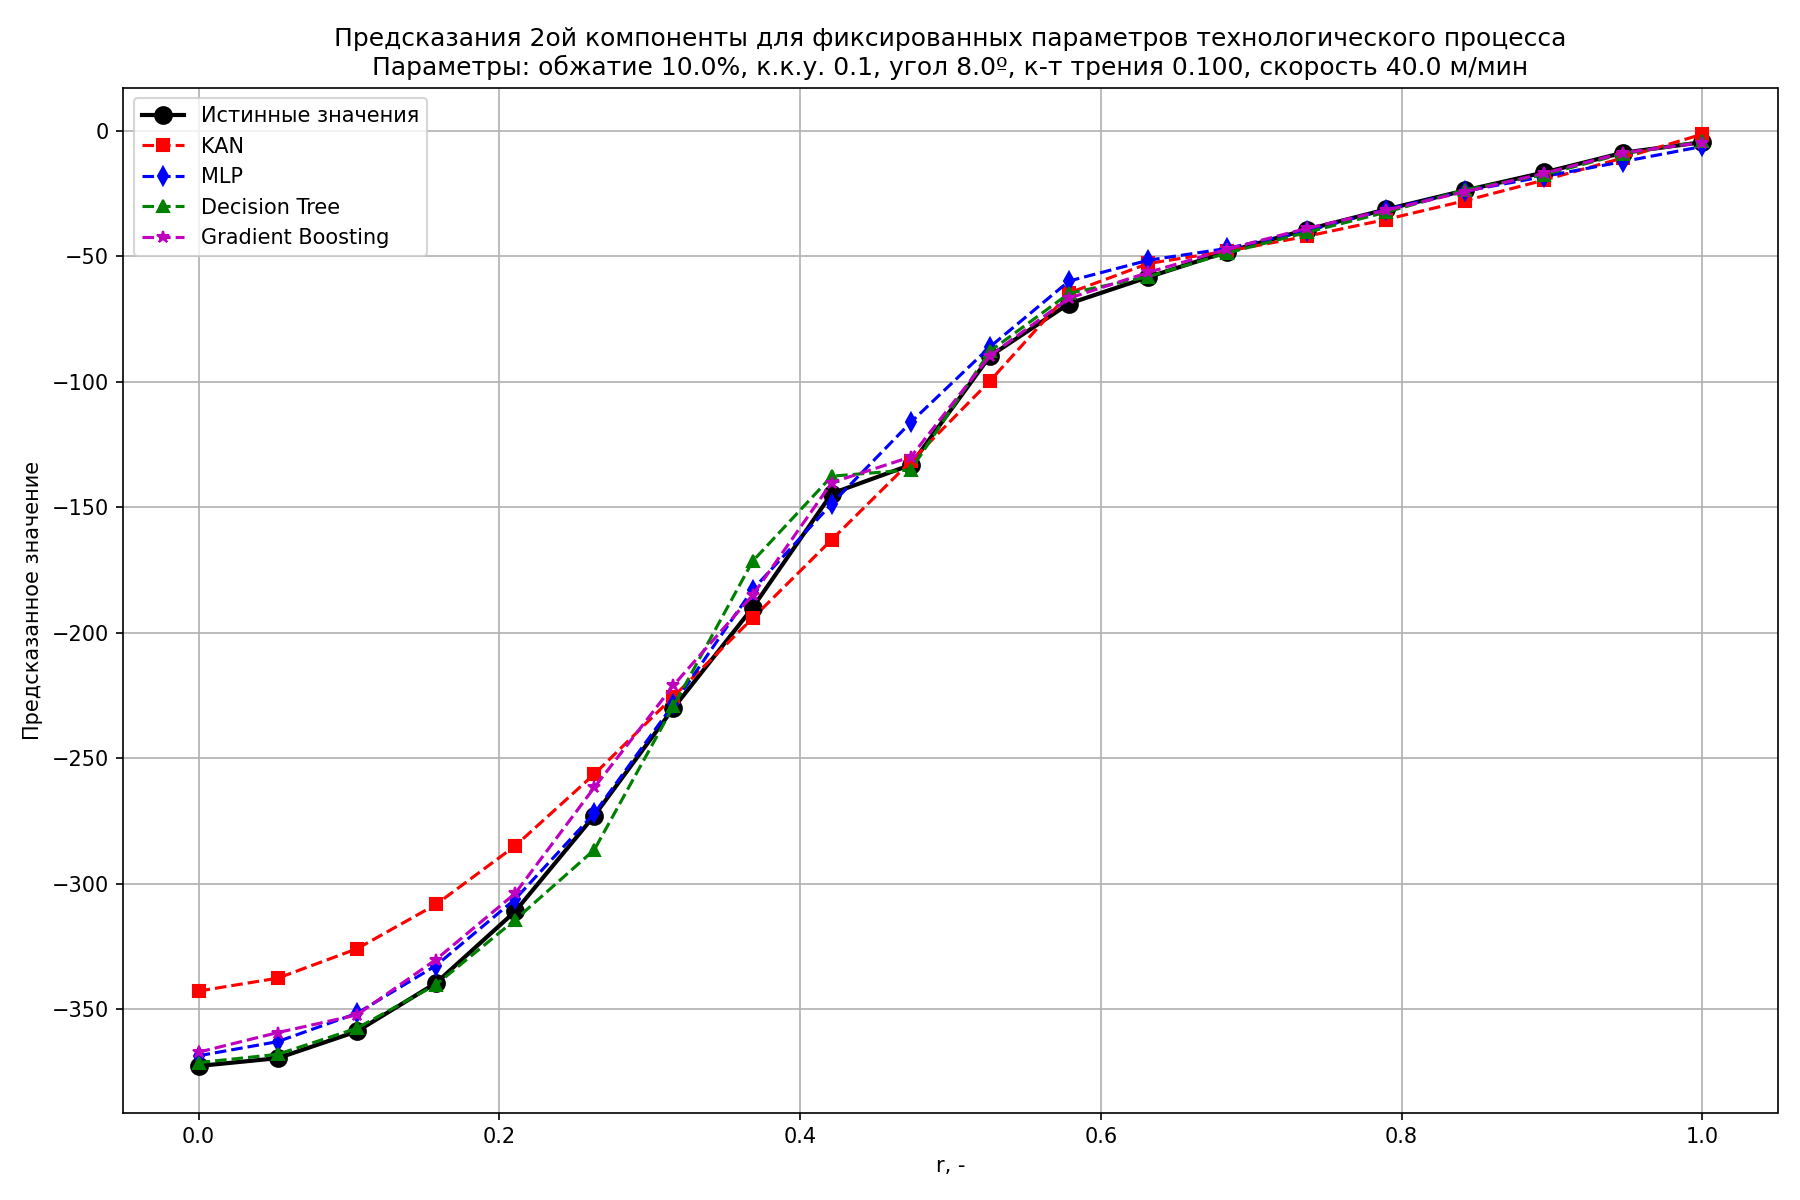 Предсказания 2ой компоненты для фиксированных параметров технологического процесса
Параметры: обжатие 10.0%, к.к.у. 0.1, угол 8.0º, к-т трения 0.100, скорость 40.0 м/мин
Истинные значения
KAN
MLP
Decision Tree
Gradient Boosting
Предсказанное значение
0
−50
−100
−150
−200
−250
−300
−350
0.0
0.2
0.4
0.6
0.8
1.0
r, -